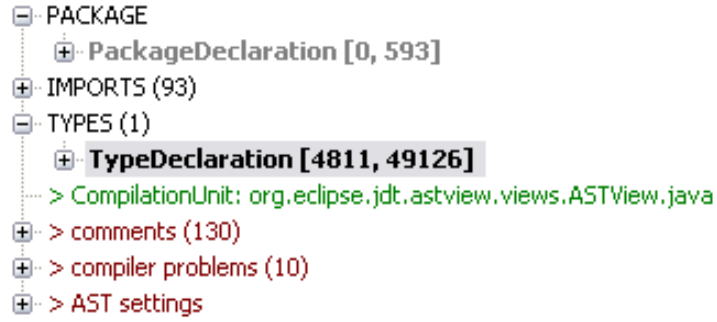 PACKAGE
PackageDeclaration [0, 593]
IMPORTS (93)
TYPES (1)
TypeDeclaration [4811, 49126]
> CompilationUnit: org.eclipse.jdt.astview.views.ASTView.java
> comments (130)
> compiler problems (10)
> AST settings